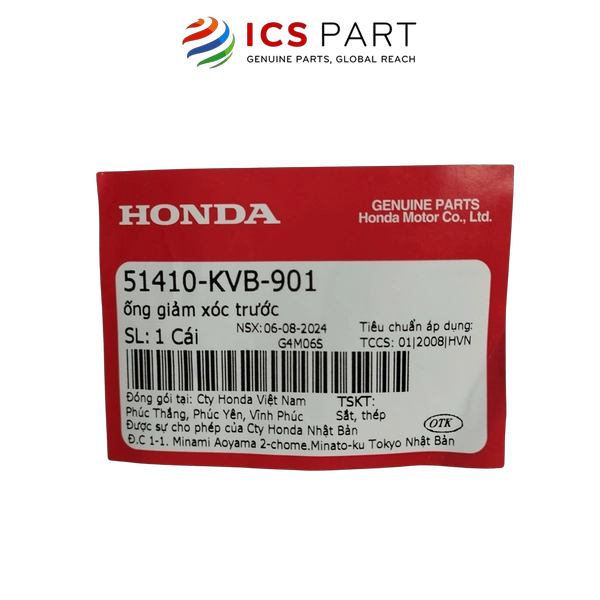 ICS PART
GENUINE PARTS, GLOBAL REACH
HONDA
GENUINE PARTS
Honda Motor Co., Ltd.
51410-KVB-901
ống giảm xóc trước
SL: 1 Cái
NSX: 06-08-2024
G4M06S
Tiêu chuẩn áp dụng:
TCCS: 01|2008|HVN
Đóng gói tại: Cty Honda Việt Nam
Phúc Thắng, Phúc Yên, Vĩnh Phúc
TSKT:
Sắt, thép
Được sự cho phép của Cty Honda Nhật Bản
Đ.C 1-1. Minami Aoyama 2-chome.Minato-ku Tokyo Nhật Bản
OTK